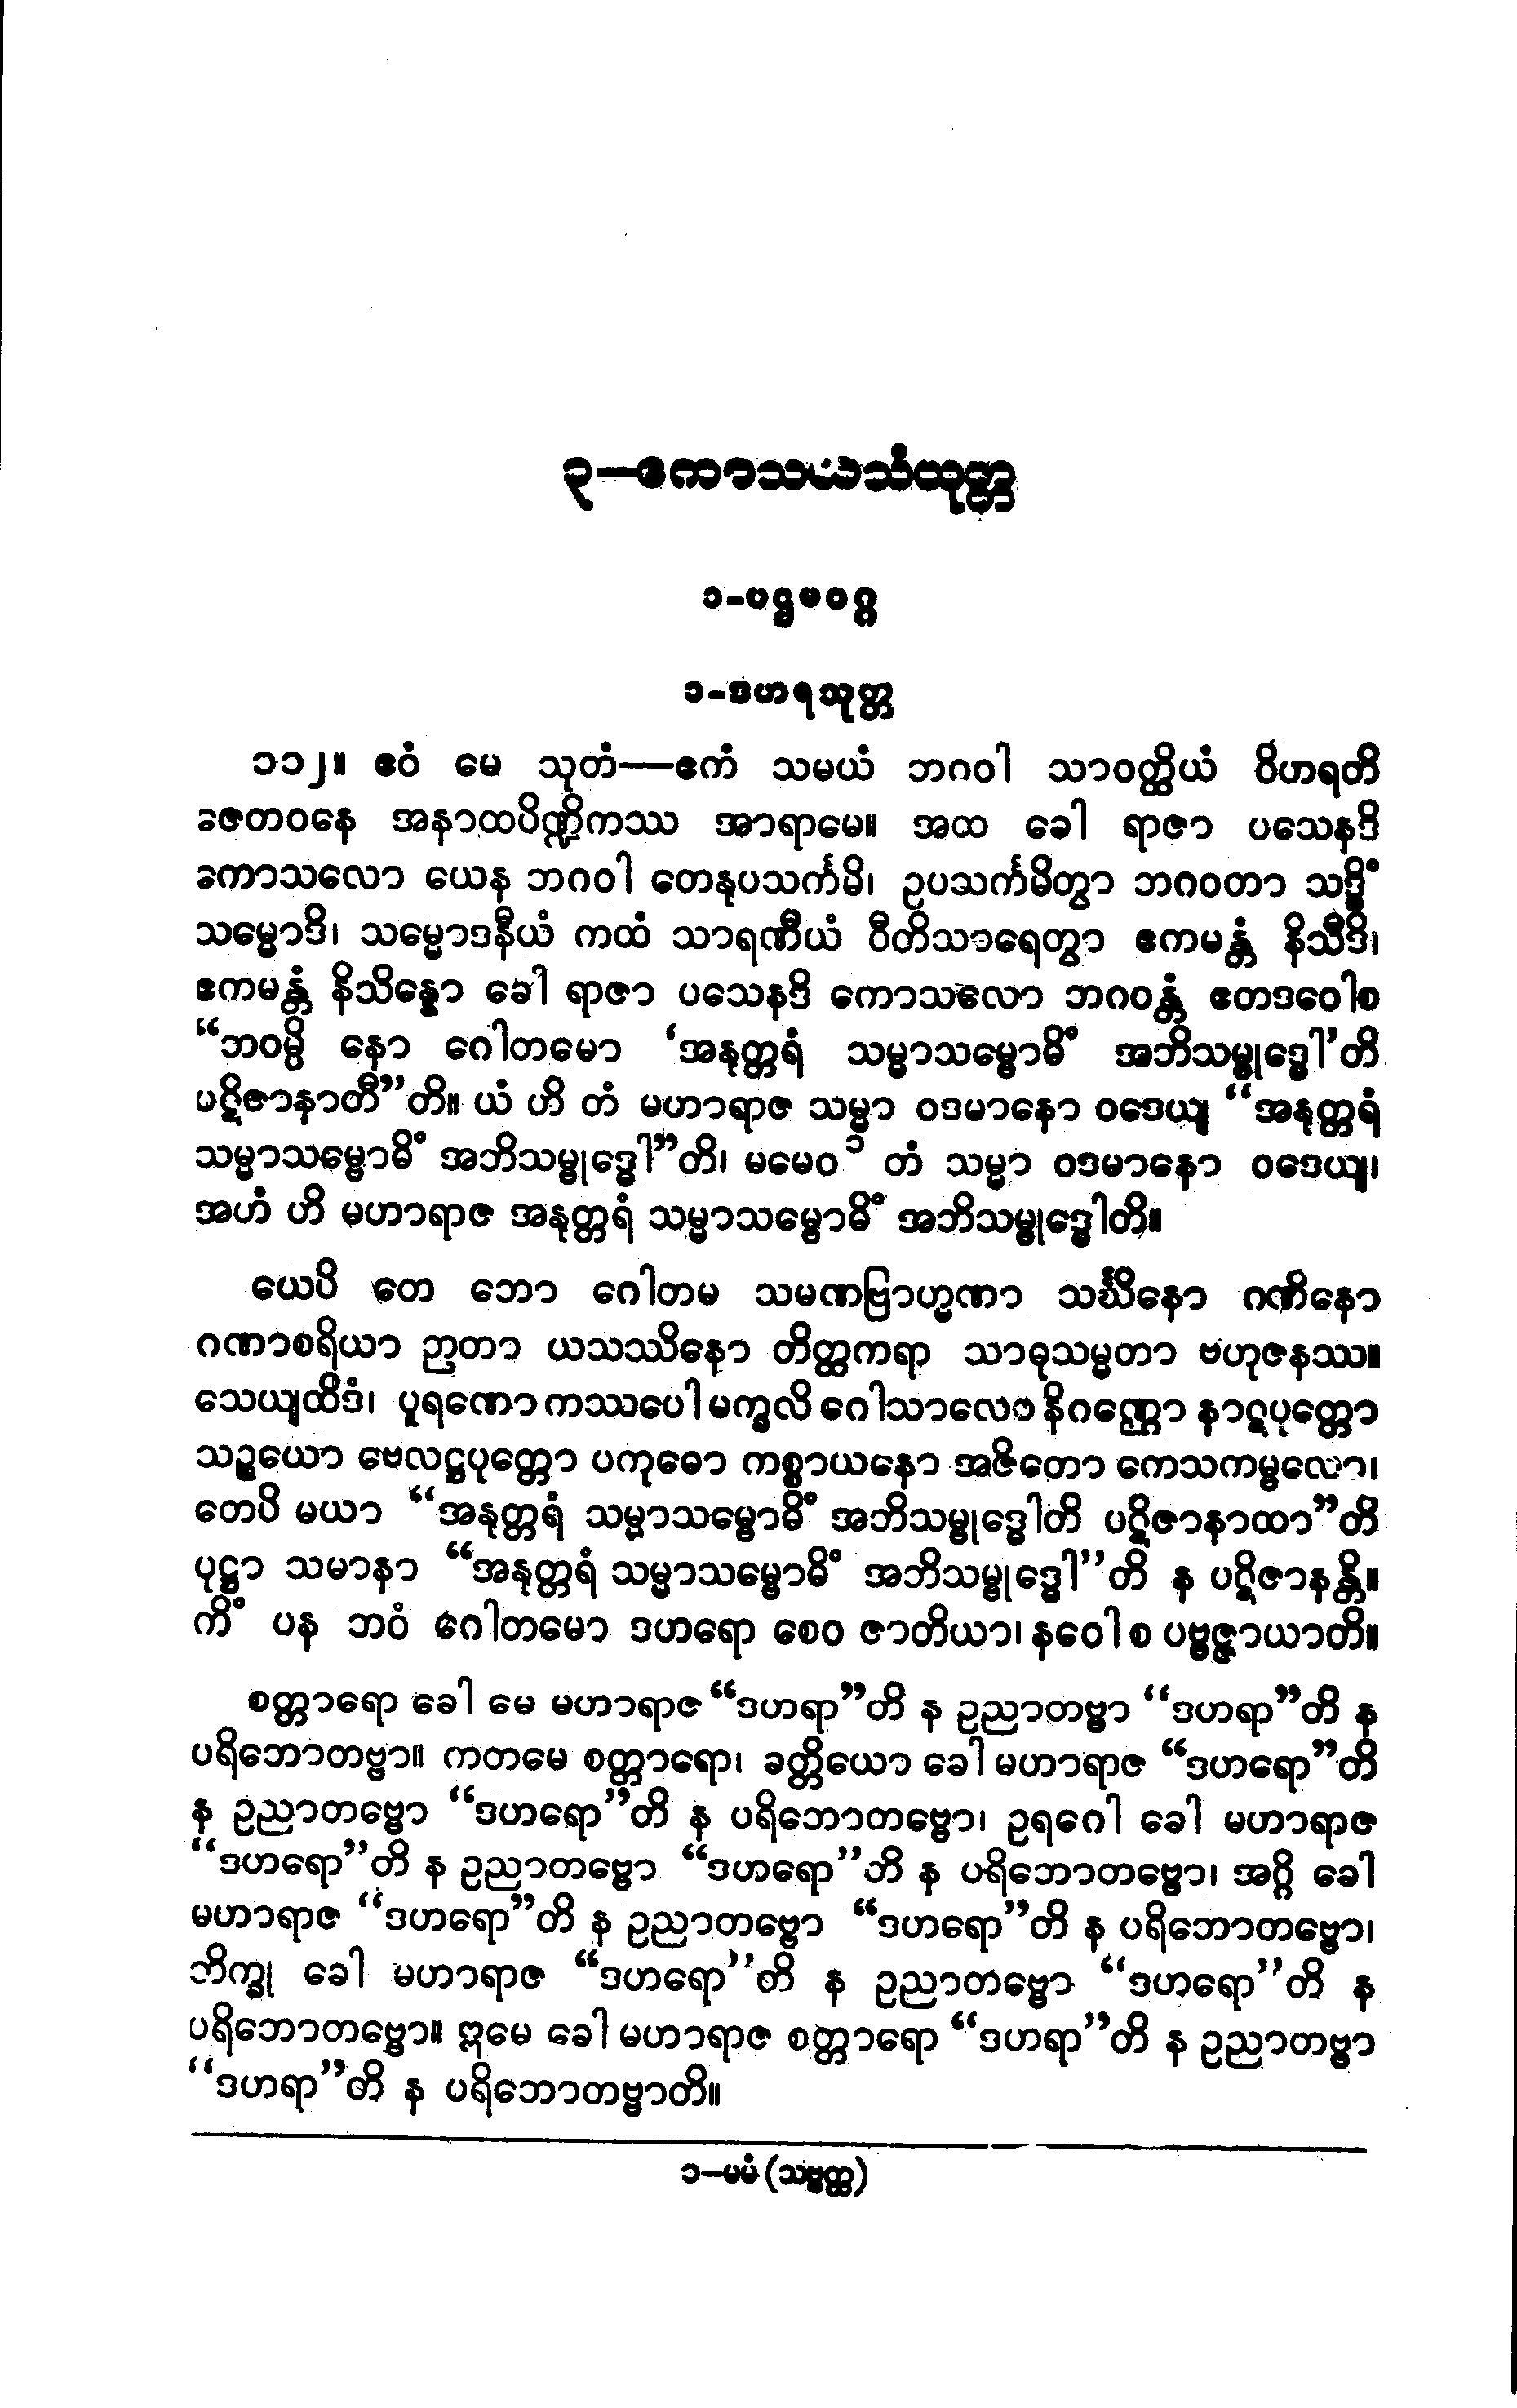 ၃—ကောသလသံယုတ္တ
၁-ပဌမဝဂ္ဂ
၁-ဒဟရသုတ္တ
၁၁၂။ ဧဝံ မေ သုတံ—ဧကံ သမယံ ဘဂဝါ သာဝတ္ထိယံ ဝိဟရတိ
ဇေတဝနေ အနာထပိဏ္ဍိကဿ အာရာမေ။ အထ ခေါ ရာဇာ ပသေနဒိ
ကောသလော ယေန ဘဂဝါ တေနုပသင်္ကမိ၊ ဥပသင်္ကမိတွာ ဘဂဝတာ သဒ္ဓိံ
သမ္မောဒိ၊ သမ္မောဒနီယံ ကထံ သာရဏီယံ ဝီတိသာရေတွာ ဧကမန္တံ နိသီဒိ၊
ဧကမန္တံ နိသိန္နော ခေါ ရာဇာ ပသေနဒိ ကောသလော ဘဂဝန္တံ ဧတဒဝေါစ
“ဘဝမ္ပိ နော ဂေါတမော ‘အနုတ္တရံ သမ္မာသမ္ဗောဓိံ အဘိသမ္ဗုဒ္ဓေါ’တိ
ပဋိဇာနာတီ”တိ။ ယံ ဟိ တံ မဟာရာဇ သမ္မာ ဝဒမာနော ဝဒေယျ “အနုတ္တရံ
သမ္မာသမ္ဗောဓိံ အဘိသမ္ဗုဒ္ဓေါ”တိ၊ မမေဝ ၁ တံ သမ္မာ ဝဒမာနော ဝဒေယျ၊
အဟံ ဟိ မဟာရာဇ အနုတ္တရံ သမ္မာသမ္ဗောဓိံ အဘိသမ္ဗုဒ္ဓေါတိ။
ယေပိ တေ ဘော ဂေါတမ သမဏဗြာဟ္မဏာ သင်္ဃိနော ဂဏိနော
ဂဏာစရိယာ ဉာတာ ယသဿိနော တိတ္ထကရာ သာဓုသမ္မတာ ဗဟုဇနဿ။
သေယျထိဒံ၊ ပူရဏော ကဿပေါ မက္ခလိ ဂေါသာလော နိဂဏ္ဌော နာဋပုတ္တော
သဉ္ဇယော ဗေလဋ္ဌပုတ္တော ပကုဓော ကစ္စာယနော အဇိတော ကေသကမ္ဗလော၊
တေပိ မယာ “အနုတ္တရံ သမ္မာသမ္ဗောဓိံ အဘိသမ္ဗုဒ္ဓေါတိ ပဋိဇာနာထာ”တိ
ပုဋ္ဌာ သမာနာ “အနုတ္တရံ သမ္မာသမ္ဗောဓိံ အဘိသမ္ဗုဒ္ဓေါ”တိ န ပဋိဇာနန္တိ။
ကိံ ပန ဘဝံ ဂေါတမော ဒဟရော စေဝ ဇာတိယာ၊ နဝေါ စ ပဗ္ဗဇ္ဇာယာတိ။
စတ္တာရော ခေါ မေ မဟာရာဇ “ဒဟရာ”တိ န ဥညာတဗ္ဗာ “ဒဟရာ”တိ န
ပရိဘောတဗ္ဗာ။ ကတမေ စတ္တာရော၊ ခတ္တိယော ခေါ မဟာရာဇ “ဒဟရော”တိ
န ဥညာတဗ္ဗော “ဒဟရော”တိ န ပရိဘောတဗ္ဗော၊ ဥရဂေါ ခေါ မဟာရာဇ
“ဒဟရော”တိ န ဥညာတဗ္ဗော “ဒဟရော”တိ န ပရိဘောတဗ္ဗော၊ အဂ္ဂိ ခေါ
မဟာရာဇ “ဒဟရော”တိ န ဥညာတဗ္ဗော “ဒဟရော”တိ န ပရိဘောတဗ္ဗော၊
ဘိက္ခု ခေါ မဟာရာဇ “ဒဟရော”တိ န ဥညာတဗ္ဗော “ဒဟရော”တိ န
ပရိဘောတဗ္ဗော။ ဣမေ ခေါ မဟာရာဇ စတ္တာရော “ဒဟရာ”တိ န ဥညာတဗ္ဗာ
“ဒဟရာ”တိ န ပရိဘောတဗ္ဗာတိ။
၁—မမံ (သဗ္ဗတ္ထ)